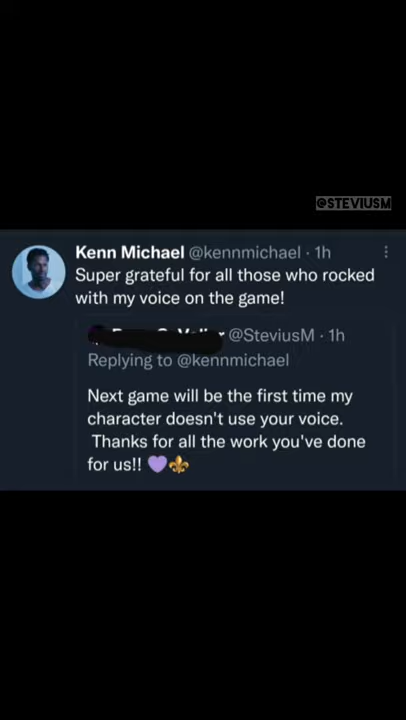 @STEVIUSM
Kenn Michael @kennmichael · 1h
Super grateful for all those who rocked
with my voice on the game!
@SteviusM · 1h
Replying to @kennmichael
Next game will be the first time my
character doesn't use your voice.
Thanks for all the work you've done
for us!! 💜⚜️